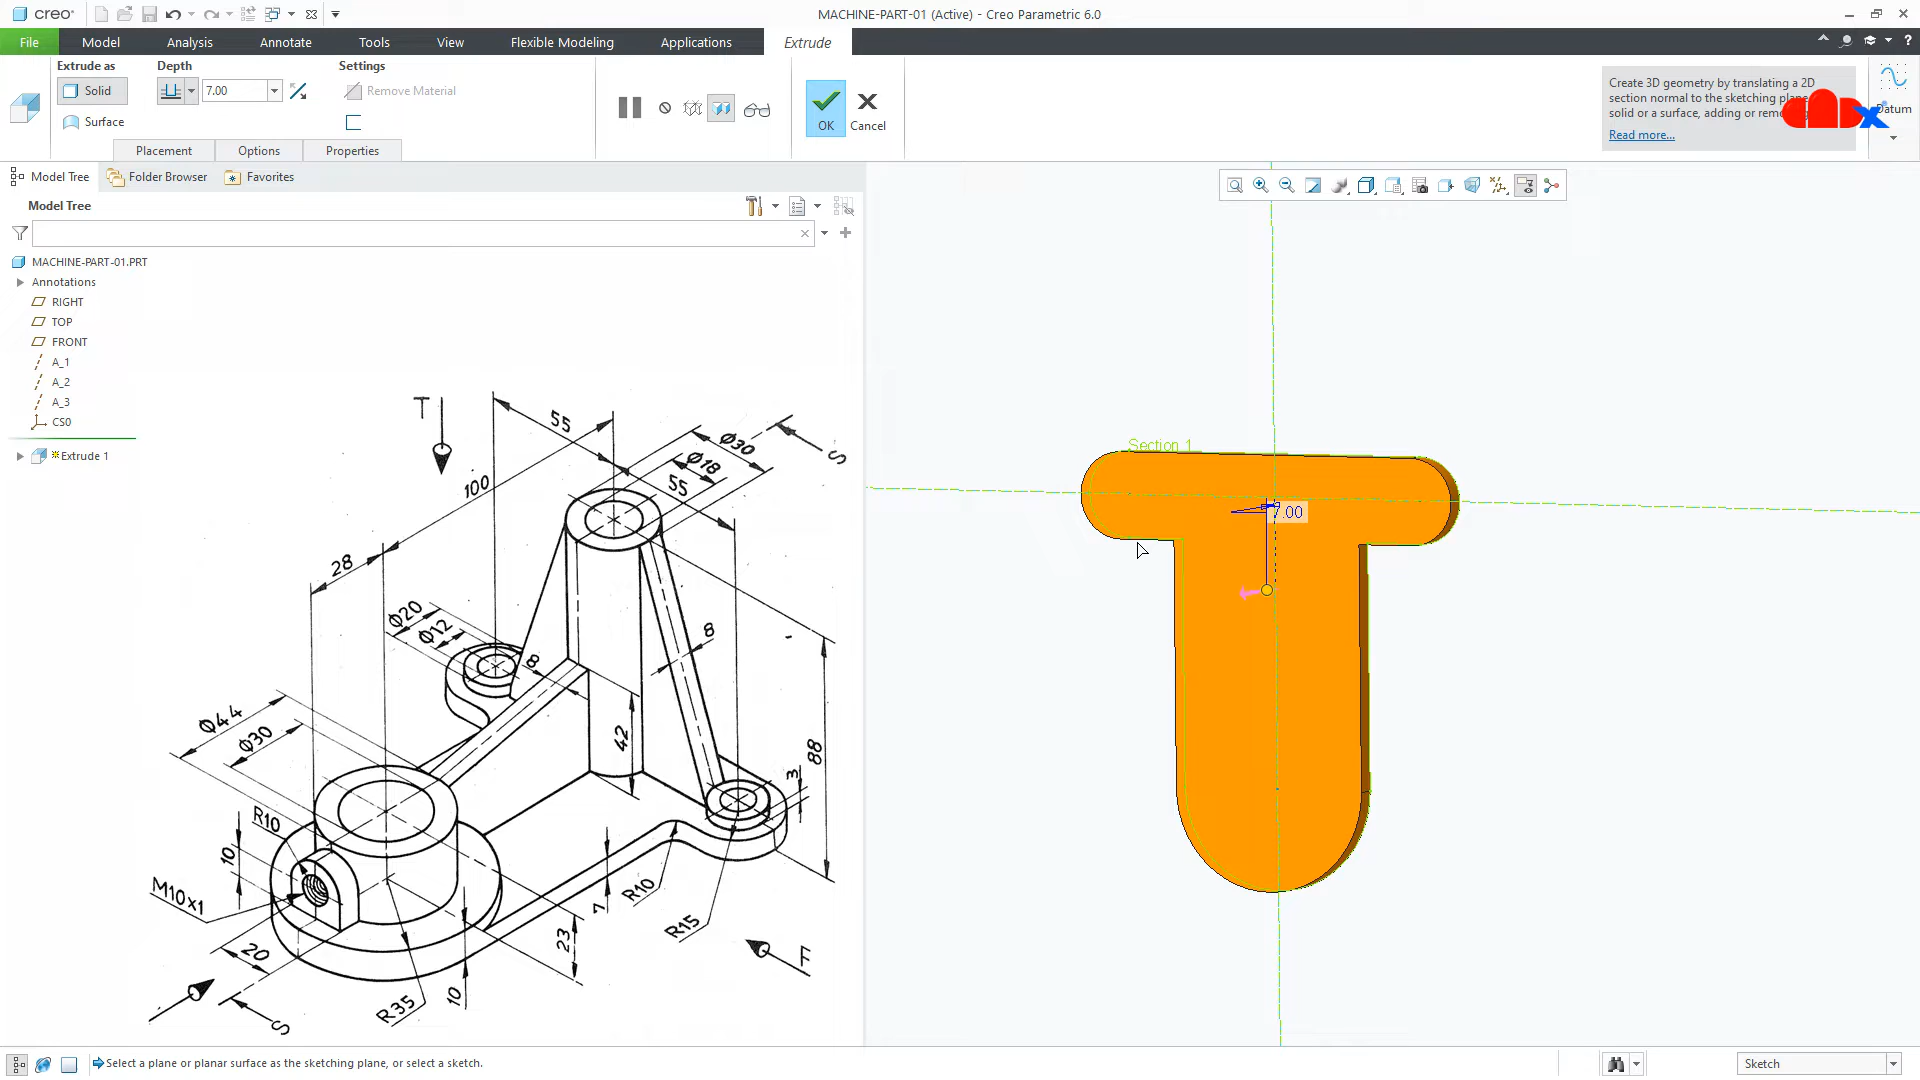 creo
MACHINE-PART-01 (Active) - Creo Parametric 6.0
File Model Analysis Annotate Tools View Flexible Modeling Applications Extrude
Extrude as Depth Settings
Solid 7.00 Remove Material
Surface
OK Cancel
Placement Options Properties
Create 3D geometry by translating a 2D
section normal to the sketching plane
solid or a surface, adding or
Read more...
Datum
Model Tree Folder Browser Favorites
Model Tree
MACHINE-PART-01.PRT
Annotations
RIGHT
TOP
FRONT
A_1
A_2
A_3
CS0
Extrude 1
T
55
Ø30
S
Ø18
100
55
28
Ø20
Ø12
8
8
Ø44
Ø30
42
88
3
R10
10
M10x1
7
R10
R15
23
F
20
R35
10
S
Section 1
7.00
Select a plane or planar surface as the sketching plane, or select a sketch.
Sketch